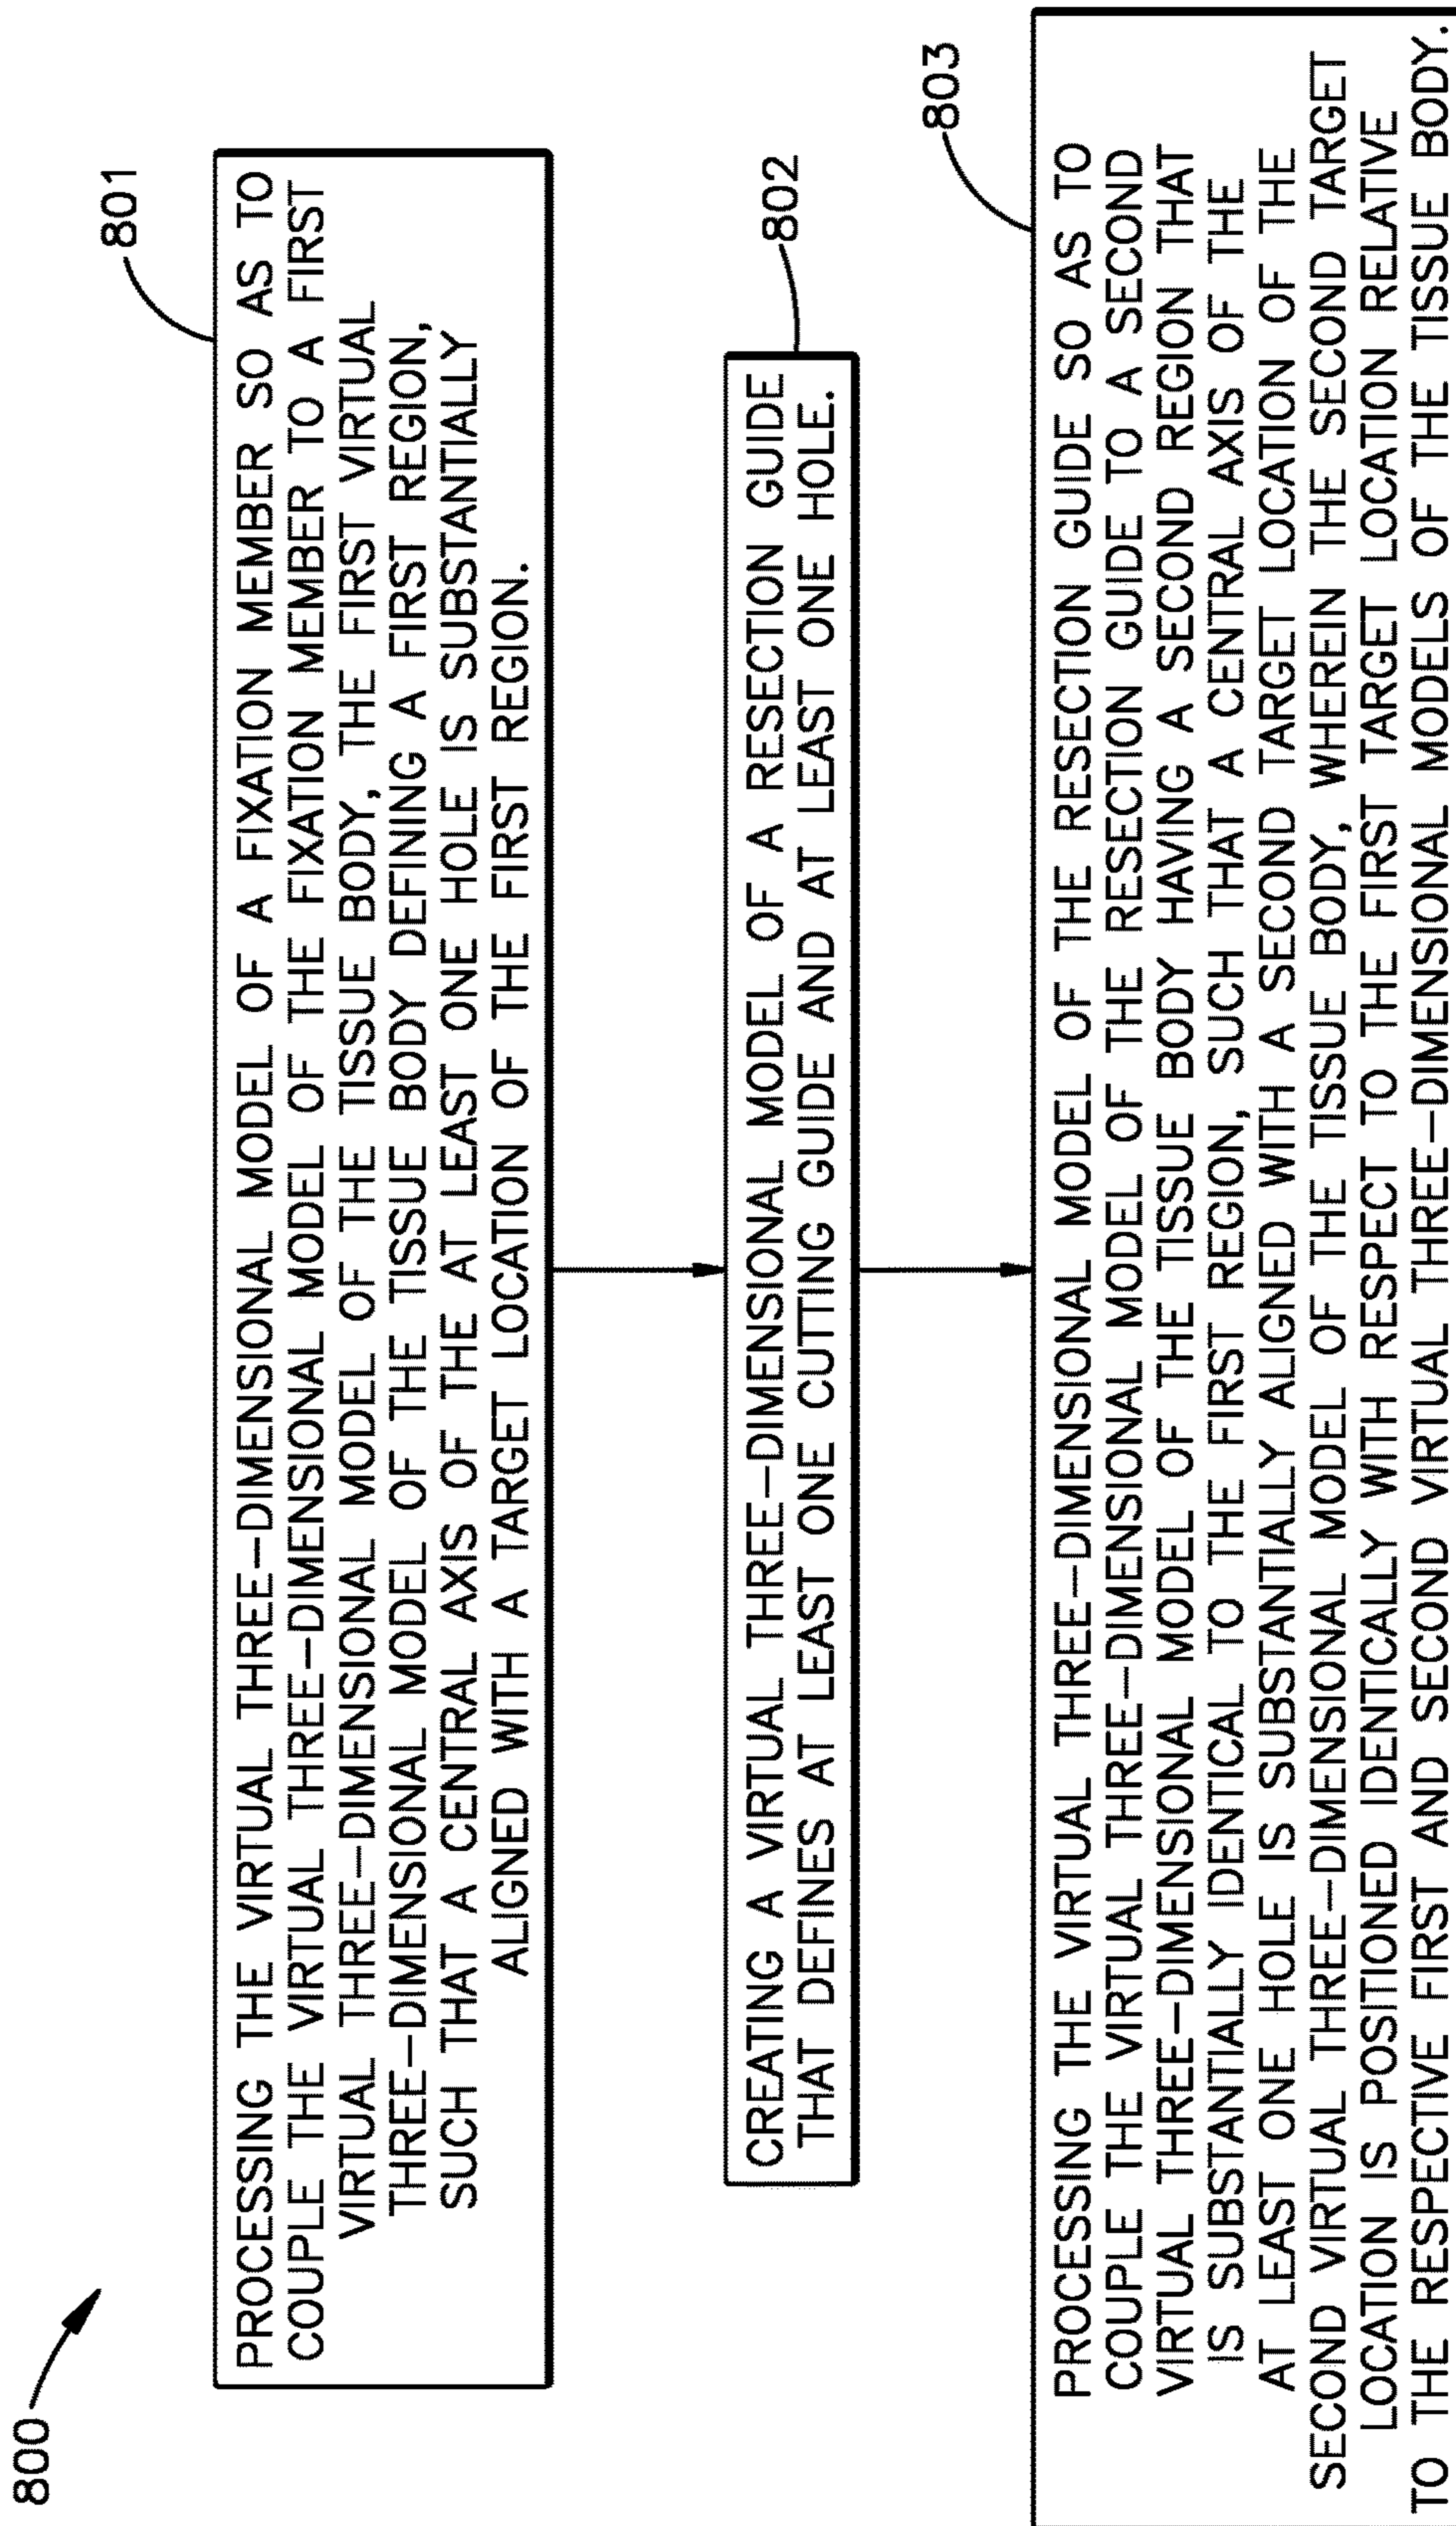 800
801
PROCESSING THE VIRTUAL THREE-DIMENSIONAL MODEL OF A FIXATION MEMBER SO AS TO
COUPLE THE VIRTUAL THREE-DIMENSIONAL MODEL OF THE FIXATION MEMBER TO A FIRST
VIRTUAL THREE-DIMENSIONAL MODEL OF THE TISSUE BODY, THE FIRST VIRTUAL
THREE-DIMENSIONAL MODEL OF THE TISSUE BODY DEFINING A FIRST REGION,
SUCH THAT A CENTRAL AXIS OF THE AT LEAST ONE HOLE IS SUBSTANTIALLY
ALIGNED WITH A TARGET LOCATION OF THE FIRST REGION.
802
CREATING A VIRTUAL THREE-DIMENSIONAL MODEL OF A RESECTION GUIDE
THAT DEFINES AT LEAST ONE CUTTING GUIDE AND AT LEAST ONE HOLE.
803
PROCESSING THE VIRTUAL THREE-DIMENSIONAL MODEL OF THE RESECTION GUIDE SO AS TO
COUPLE THE VIRTUAL THREE-DIMENSIONAL MODEL OF THE RESECTION GUIDE TO A SECOND
VIRTUAL THREE-DIMENSIONAL MODEL OF THE TISSUE BODY HAVING A SECOND REGION THAT
IS SUBSTANTIALLY IDENTICAL TO THE FIRST REGION, SUCH THAT A CENTRAL AXIS OF THE
AT LEAST ONE HOLE IS SUBSTANTIALLY ALIGNED WITH A SECOND TARGET LOCATION OF THE
SECOND VIRTUAL THREE-DIMENSIONAL MODEL OF THE TISSUE BODY, WHEREIN THE SECOND TARGET
LOCATION IS POSITIONED IDENTICALLY WITH RESPECT TO THE FIRST TARGET LOCATION RELATIVE
TO THE RESPECTIVE FIRST AND SECOND VIRTUAL THREE-DIMENSIONAL MODELS OF THE TISSUE BODY.